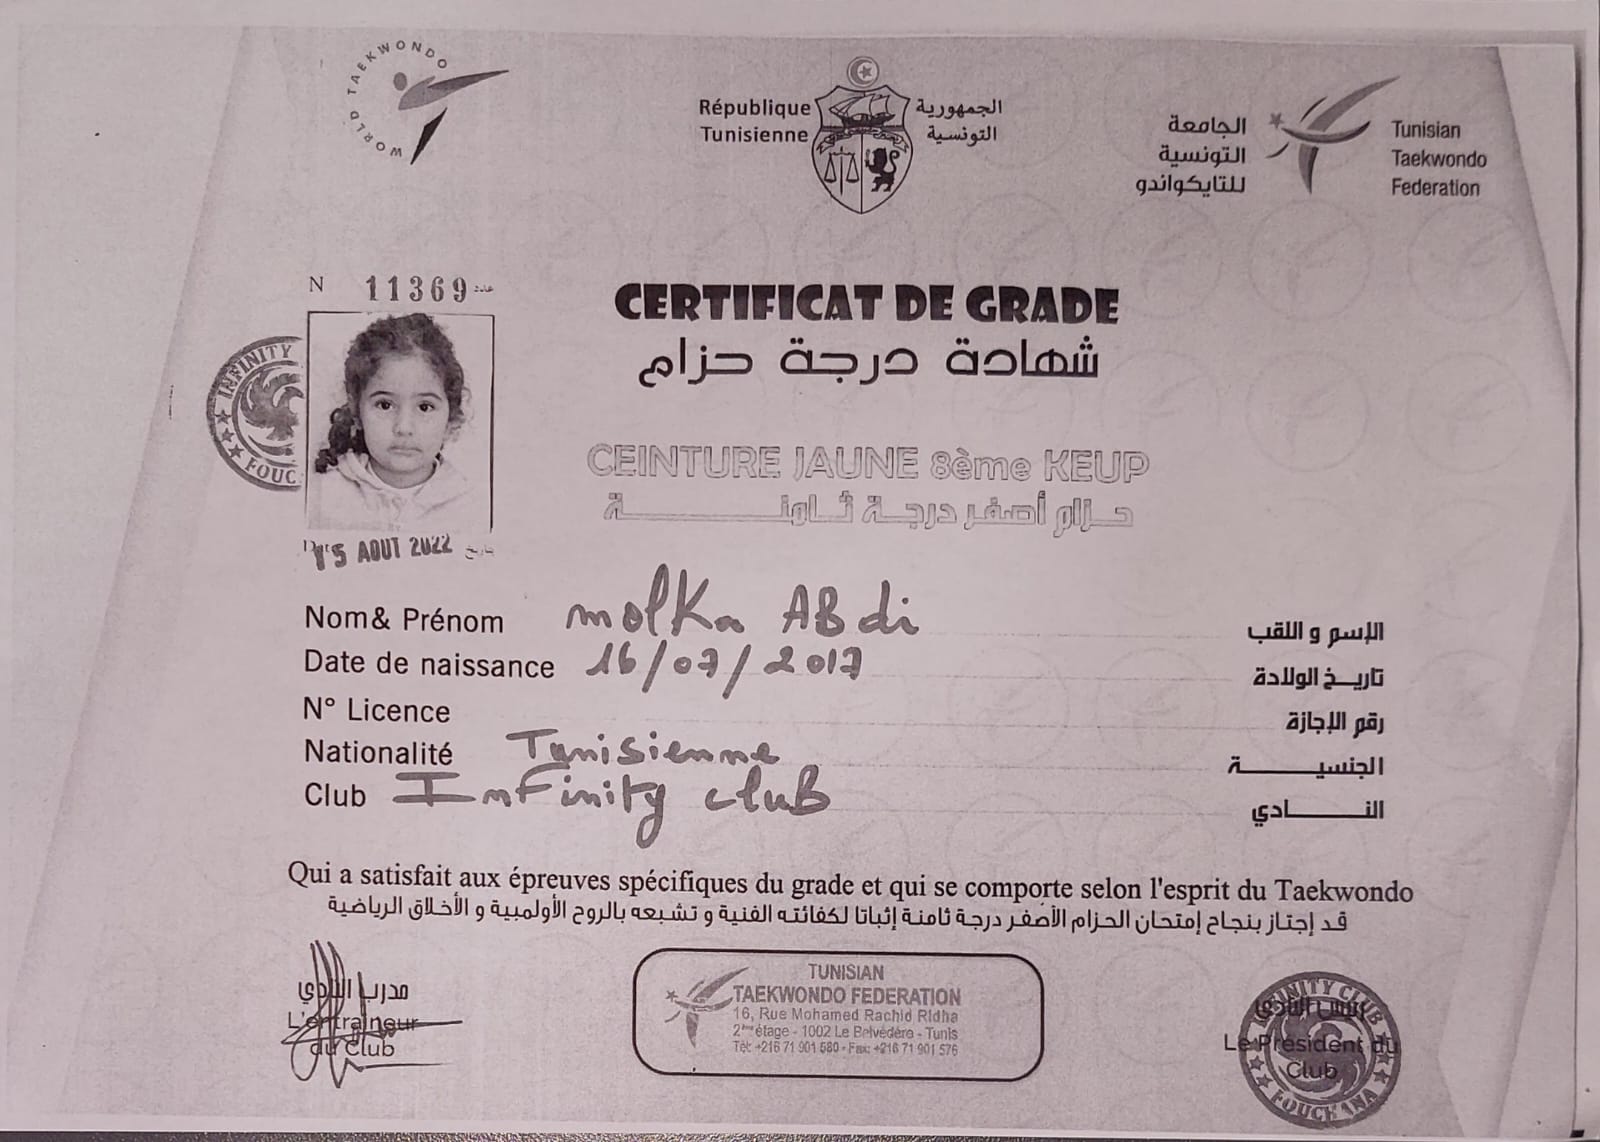 WORLD TAEKWONDO
République
Tunisienne
الجمهورية
التونسية
الجامعة
التونسية
للتايكواندو
Tunisian
Taekwondo
Federation
N 11369 عدد
INFINITY
FOUC
CERTIFICAT DE GRADE
شهادة درجة حزام
CEINTURE JAUNE 8ème KEUP
حزام أصفر درجة ثامنة
15 AOUT 2022 تاريخ
Nom& Prénom molKa ABdi الإسم و اللقب
Date de naissance 16/07/2017 تاريخ الولادة
N° Licence رقم الإجازة
Nationalité Tunisienne الجنسية
Club InFinity cluB النادي
Qui a satisfait aux épreuves spécifiques du grade et qui se comporte selon l'esprit du Taekwondo
قد إجتاز بنجاح إمتحان الحزام الأصفر درجة ثامنة إثباتا لكفائته الفنية و تشبعه بالروح الأولمبية و الأخلاق الرياضية
مدرب النادي
L'entraîneur
du Club
TUNISIAN
TAEKWONDO FEDERATION
16, Rue Mohamed Rachid Ridha
2ème étage - 1002 Le Belvédère - Tunis
Tél: +216 71 901 580 - Fax: +216 71 901 576
INFINITY CLUB
رئيس النادي
Le Président du
Club
FOUCHANA